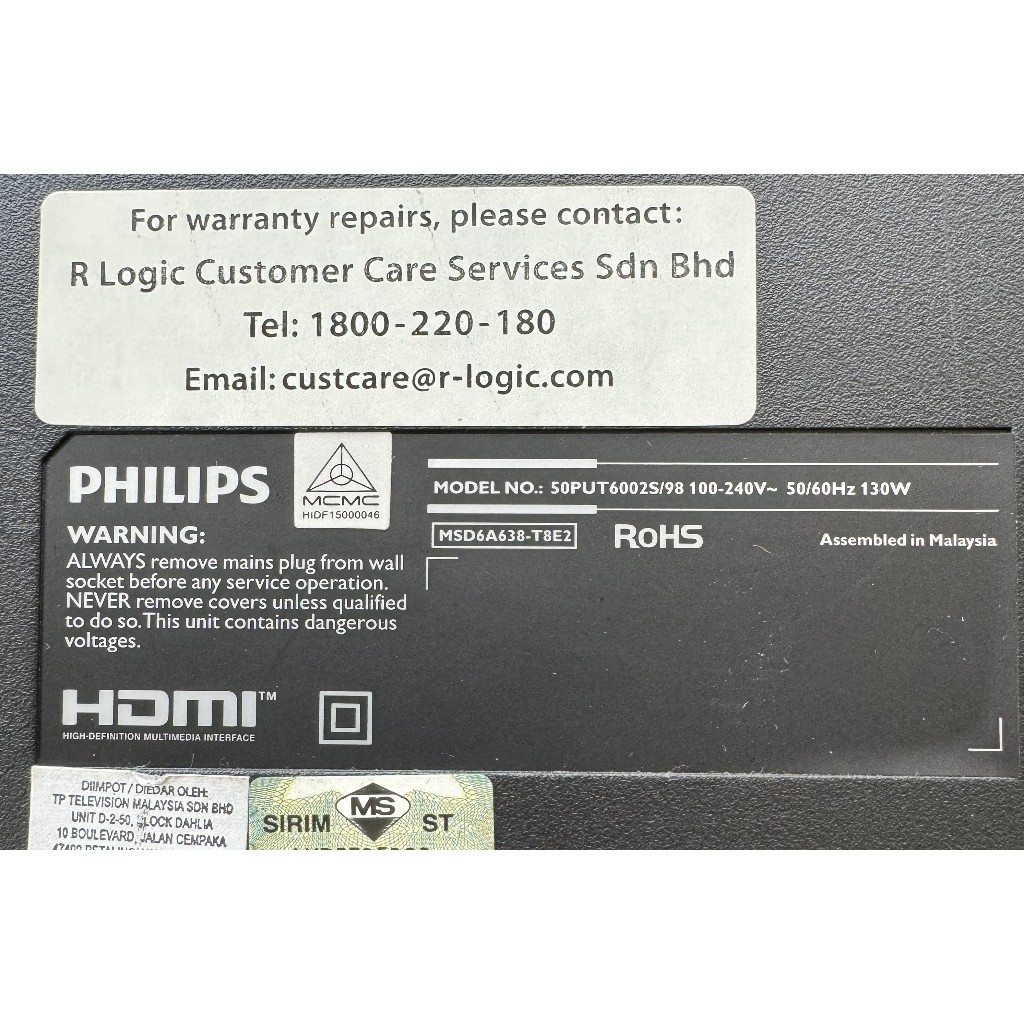 For warranty repairs, please contact:
R Logic Customer Care Services Sdn Bhd
Tel: 1800-220-180
Email: custcare@r-logic.com
PHILIPS
MCMC
HIDF15000046
MODEL NO.: 50PUT6002S/98 100-240V~ 50/60Hz 130W
MSD6A638-T8E2
RoHS
Assembled in Malaysia
WARNING:
ALWAYS remove mains plug from wall
socket before any service operation.
NEVER remove covers unless qualified
to do so. This unit contains dangerous
voltages.
HDMI™
HIGH-DEFINITION MULTIMEDIA INTERFACE
DIIMPOT / DIEDAR OLEH:
TP TELEVISION MALAYSIA SDN BHD
UNIT D-2-50, BLOCK DAHLIA
10 BOULEVARD, JALAN CEMPAKA
SIRIM MS ST